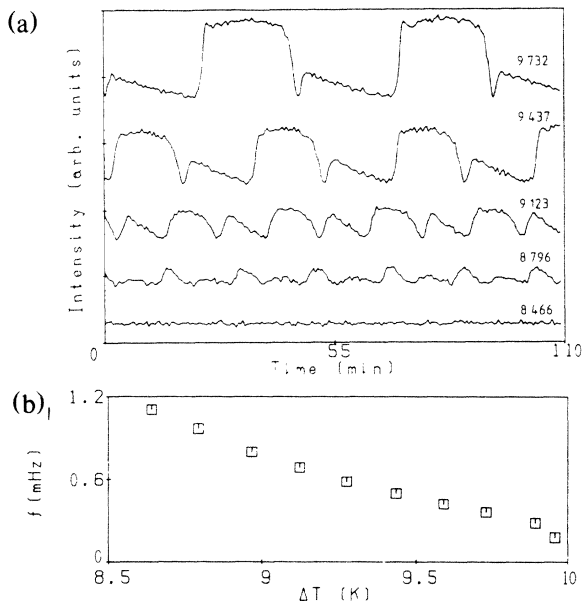 (a)
Intensity (arb. units)
9 732
9 437
9 123
8 796
8 466
0 55 110
Time (min)
(b)
1.2
0.6
0
f(mHz)
8.5 9 9.5 10
ΔT (K)